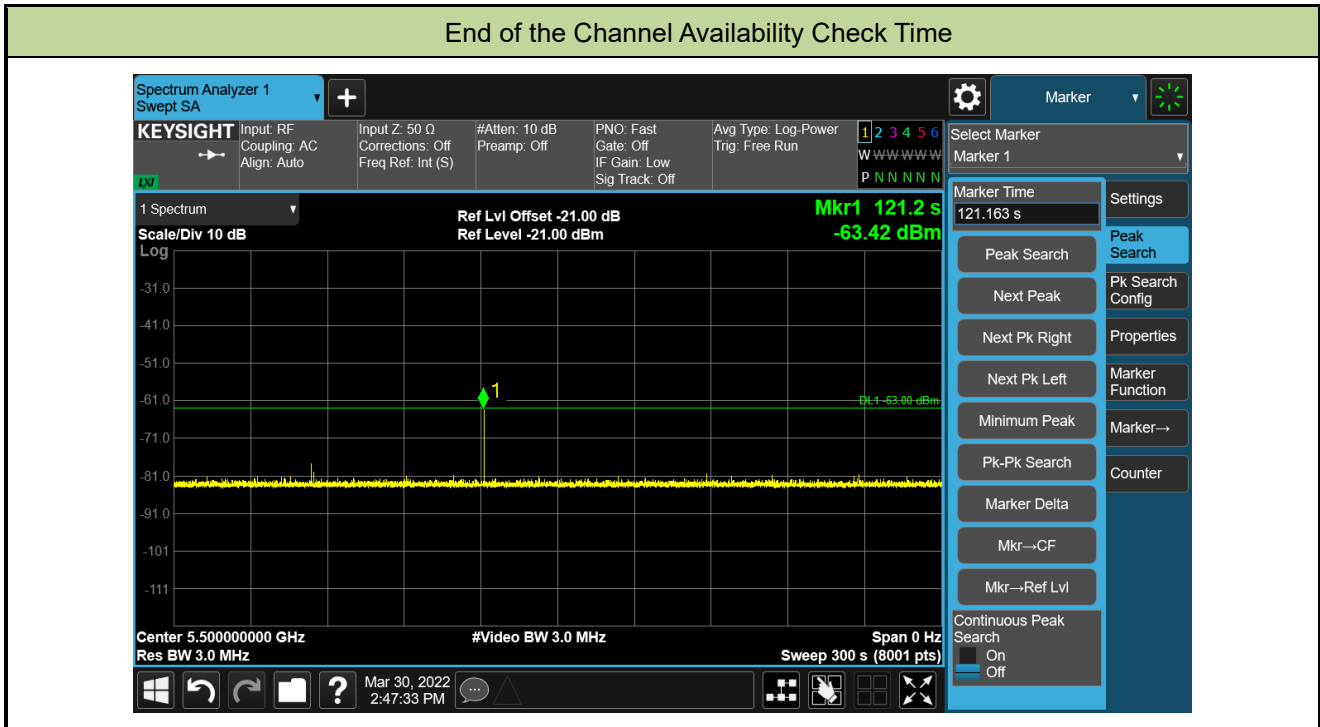 End of the Channel Availability Check Time
Spectrum Analyzer 1
Swept SA
Marker
KEYSIGHT
LXI
Input: RF
Coupling: AC
Align: Auto
Input Z: 50 Ω
Corrections: Off
Freq Ref: Int (S)
#Atten: 10 dB
Preamp: Off
PNO: Fast
Gate: Off
IF Gain: Low
Sig Track: Off
Avg Type: Log-Power
Trig: Free Run
1 2 3 4 5 6
W W W W W W
P N N N N N
Select Marker
Marker 1
1 Spectrum
Scale/Div 10 dB
Log
Ref Lvl Offset -21.00 dB
Ref Level -21.00 dBm
Mkr1 121.2 s
-63.42 dBm
-31.0
-41.0
-51.0
-61.0
-71.0
-81.0
-91.0
-101
-111
1
DL1 -63.00 dBm
Center 5.500000000 GHz
Res BW 3.0 MHz
#Video BW 3.0 MHz
Span 0 Hz
Sweep 300 s (8001 pts)
Marker Time
121.163 s
Peak Search
Next Peak
Next Pk Right
Next Pk Left
Minimum Peak
Pk-Pk Search
Marker Delta
Mkr→CF
Mkr→Ref Lvl
Continuous Peak
Search
On
Off
Settings
Peak
Search
Pk Search
Config
Properties
Marker
Function
Marker→
Counter
?
Mar 30, 2022
2:47:33 PM